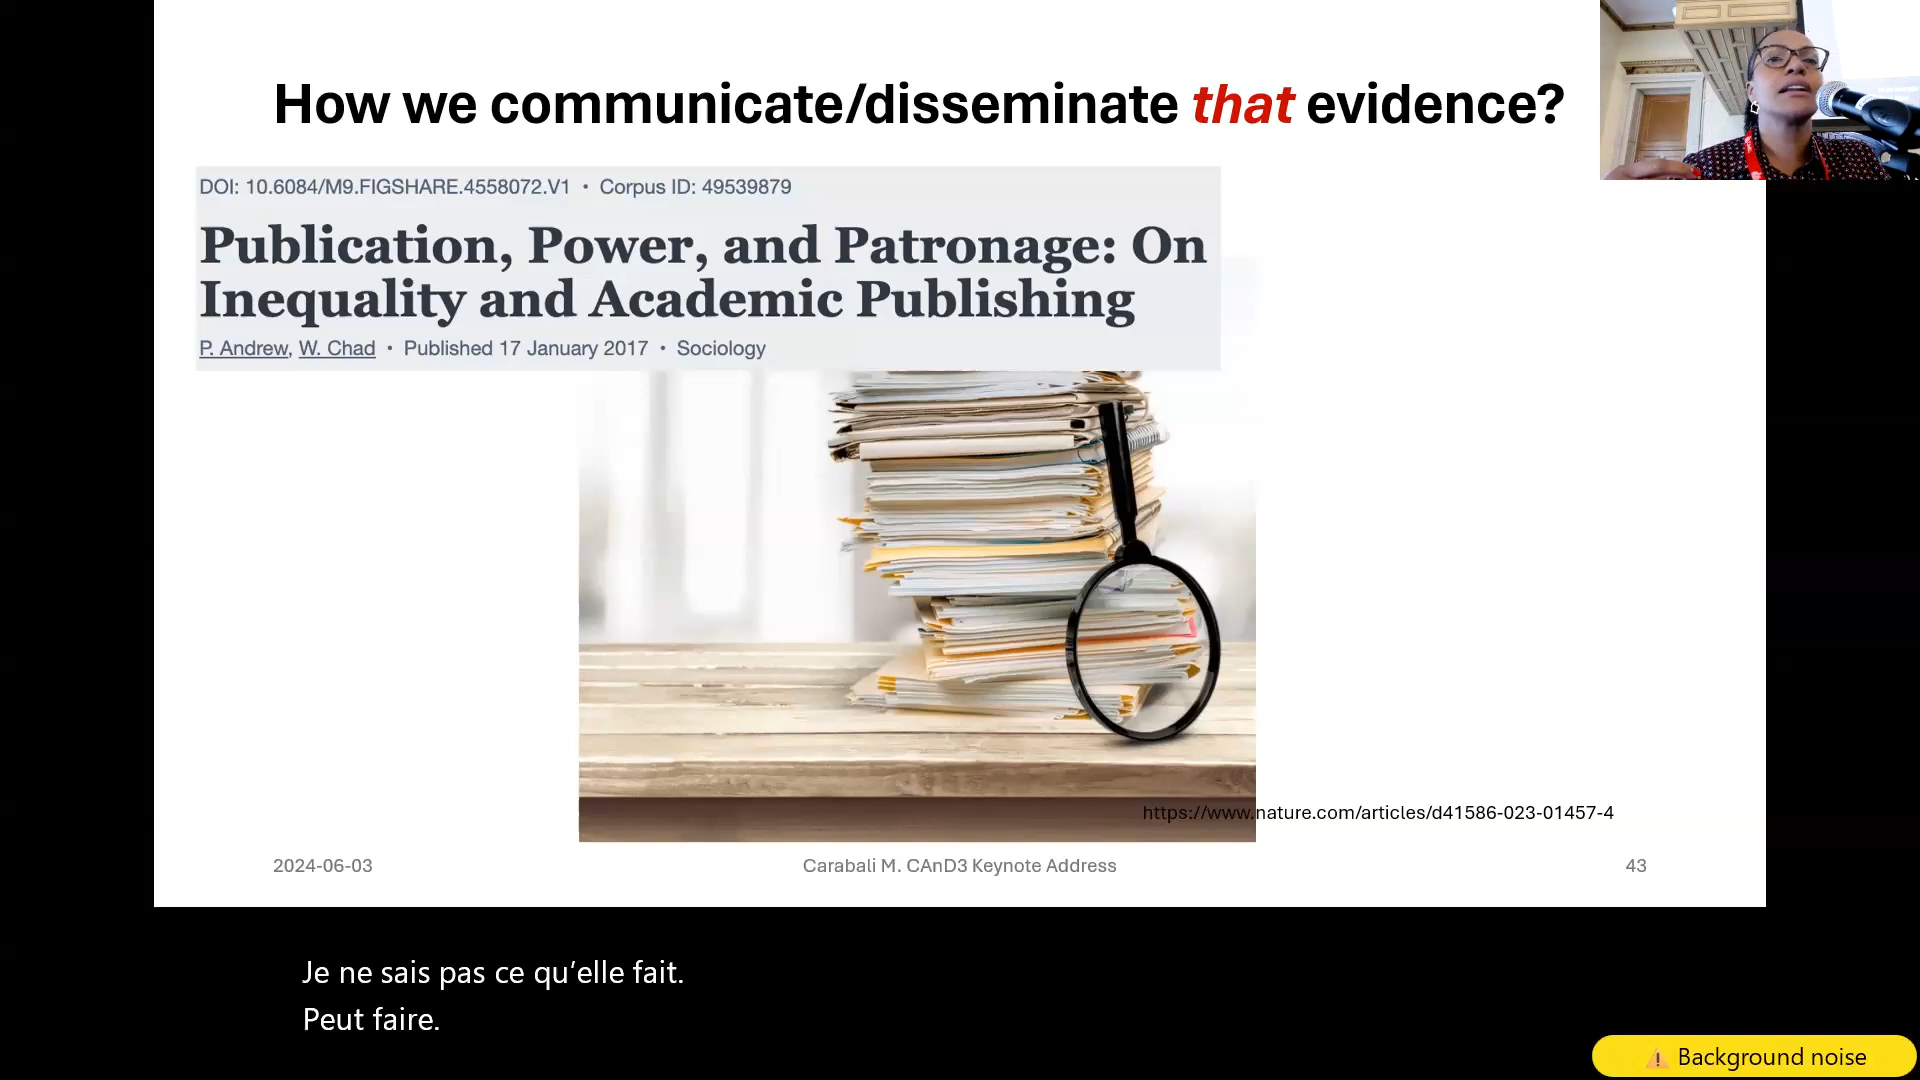 How we communicate/disseminate that evidence?
DOI: 10.6084/M9.FIGSHARE.4558072.V1 • Corpus ID: 49539879
Publication, Power, and Patronage: On
Inequality and Academic Publishing
P. Andrew, W. Chad • Published 17 January 2017 • Sociology
https://www.nature.com/articles/d41586-023-01457-4
2024-06-03
Carabali M. CAnD3 Keynote Address
43
Je ne sais pas ce qu’elle fait.
Peut faire.
⚠ Background noise